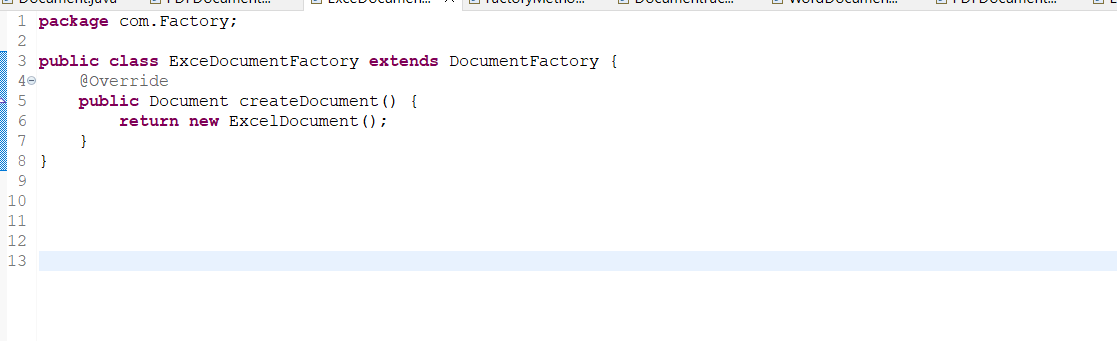 Document.java PDFDocument... ExceDocumen... FactoryMetho... DocumentFac... WordDocumen... PDFDocument...
1 package com.Factory;
2
3 public class ExceDocumentFactory extends DocumentFactory {
4 @Override
5 public Document createDocument() {
6 return new ExcelDocument();
7 }
8 }
9
10
11
12
13